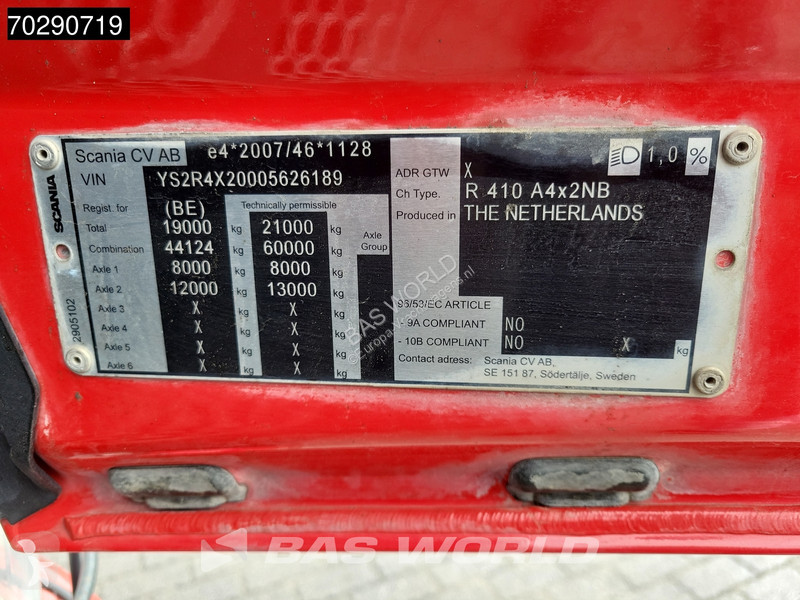 70290719
Scania CV AB e4*2007/46*1128
VIN YS2R4X20005626189
Regist. for (BE) Technically permissible
Total 19000 kg 21000 kg Axle Group
Combination 44124 kg 60000 kg
Axle 1 8000 kg 8000 kg
Axle 2 12000 kg 13000 kg
Axle 3 X kg X kg
Axle 4 X kg X kg
Axle 5 X kg X kg
Axle 6 X kg X kg
SCANIA
2905102
1,0 %
ADR GTW X
Ch Type. R 410 A4x2NB
Produced in THE NETHERLANDS
96/53/EC ARTICLE
- 9A COMPLIANT NO
- 10B COMPLIANT NO X kg
Contact adress: Scania CV AB,
SE 151 87, Södertälje, Sweden
BAS WORLD
BAS WORLD